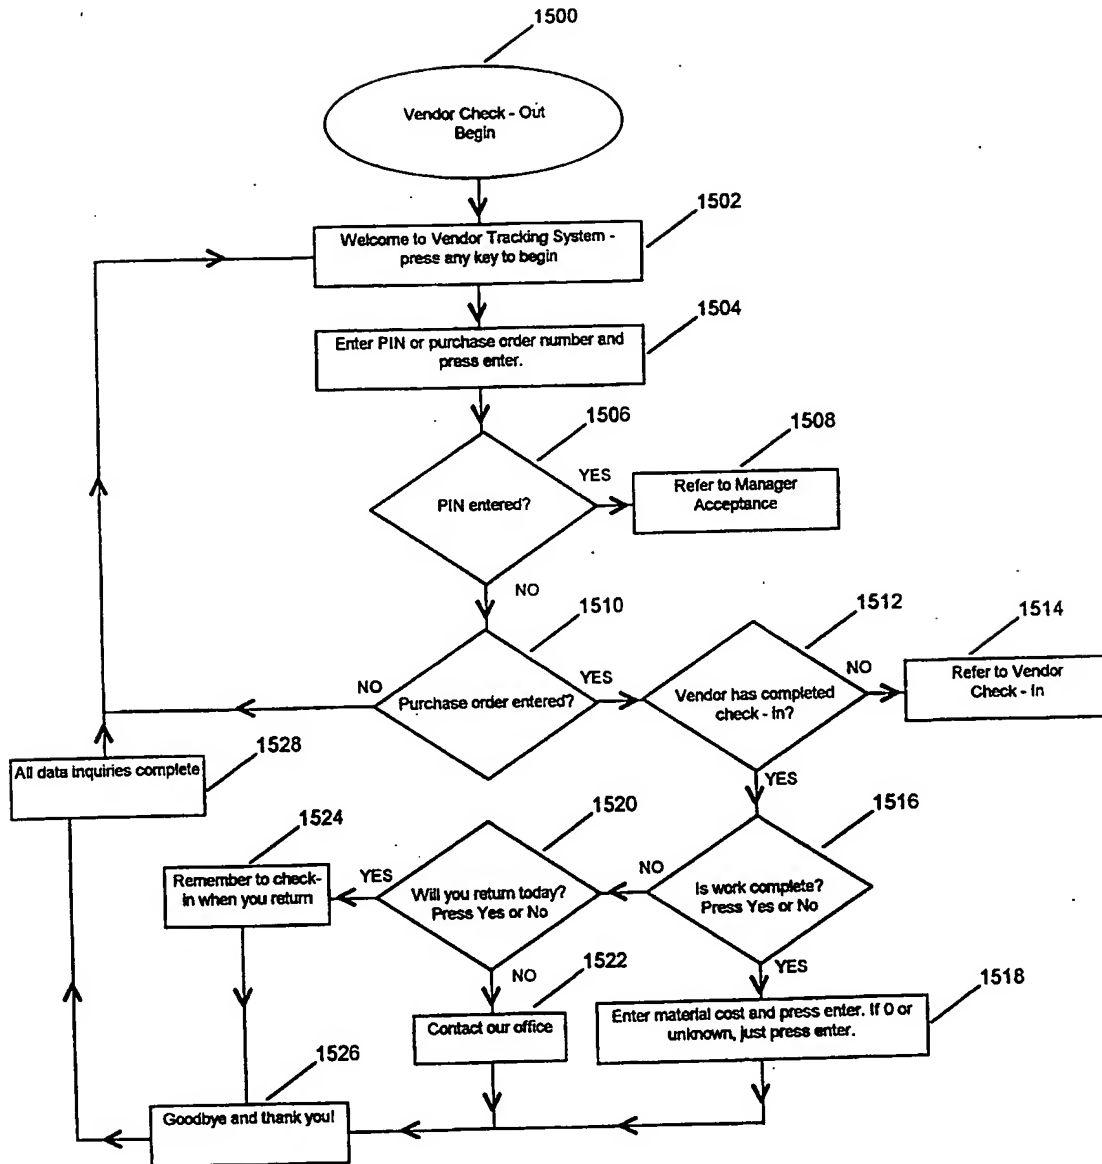 1500
Vendor Check - Out
Begin
1502
Welcome to Vendor Tracking System -
press any key to begin
1504
Enter PIN or purchase order number and
press enter.
1506
PIN entered?
YES
1508
Refer to Manager
Acceptance
NO
1510
Purchase order entered?
NO
YES
1512
Vendor has completed
check - in?
NO
1514
Refer to Vendor
Check - In
YES
1528
All data inquiries complete
1516
Is work complete?
Press Yes or No
NO
1520
Will you return today?
Press Yes or No
YES
1524
Remember to check-
in when you return
NO
1522
Contact our office
YES
1518
Enter material cost and press enter. If 0 or
unknown, just press enter.
1526
Goodbye and thank you!